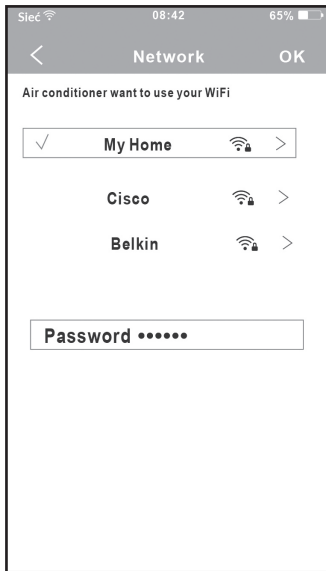 Sieć 08:42 65%
Network OK
Air conditioner want to use your WiFi
My Home
Cisco
Belkin
Password ••••••